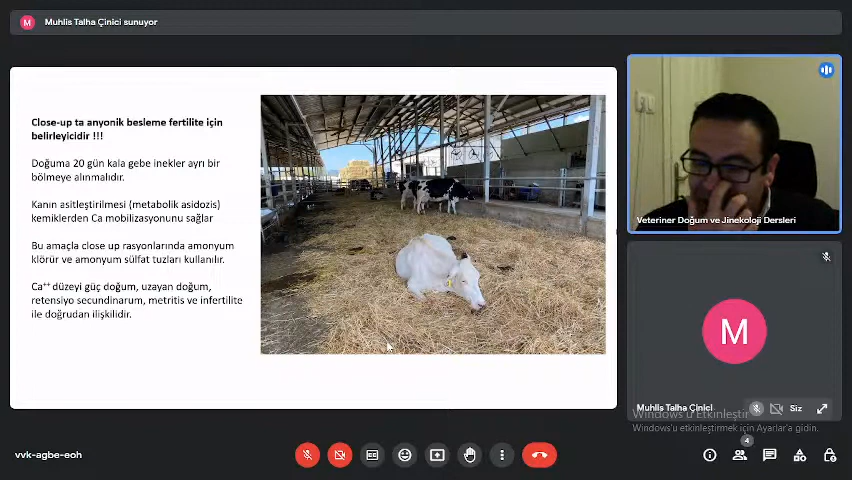 M
Muhlis Talha Çinici sunuyor
Close-up ta anyonik besleme fertilite için
belirleyicidir !!!
Doğuma 20 gün kala gebe inekler ayrı bir
bölmeye alınmalıdır.
Kanın asitleştirilmesi (metabolik asidozis)
kemiklerden Ca mobilizasyonunu sağlar
Bu amaçla close up rasyonlarında amonyum
klörür ve amonyum sülfat tuzları kullanılır.
Ca⁺⁺ düzeyi güç doğum, uzayan doğum,
retensiyo secundinarum, metritis ve infertilite
ile doğrudan ilişkilidir.
Veteriner Doğum ve Jinekoloji Dersleri
M
Muhlis Talha Çinici
Siz
Windows'u Etkinleştir
Windows'u etkinleştirmek için Ayarlar'a gidin.
vvk-agbe-eoh
4